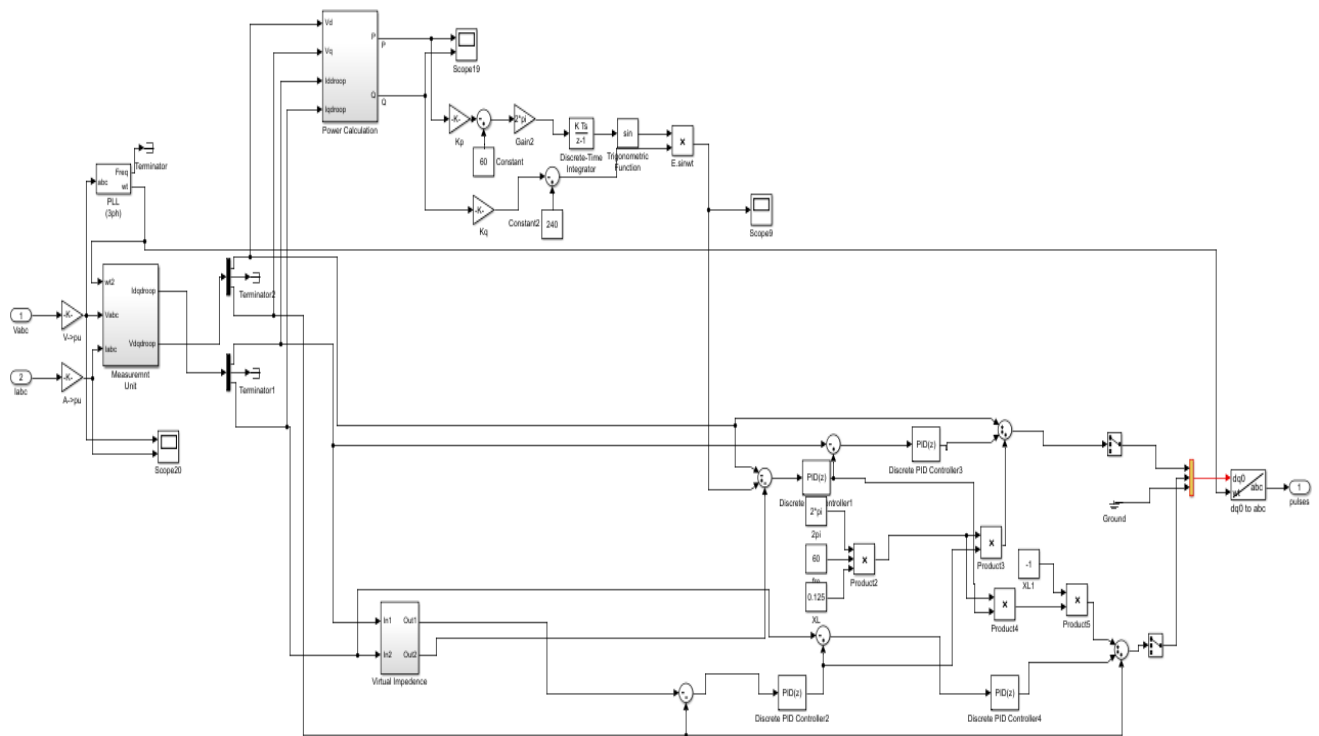 Vd
Vq
Iddroop
Iqdroop
P
Q
P
Q
Power Calculation
Scope19
-K-
Kp
60
Constant
2*pi
Gain2
K Ts
z-1
Discrete-Time
Integrator
sin
Trigonometric
Function
x
E.sinwt
-K-
Kq
Constant2
240
Scope9
Terminator
abc
Freq
wt
PLL
(3ph)
wt2
Vabc
Iabc
Idqdroop
Vdqdroop
Measuremnt
Unit
1
Vabc
-K-
V->pu
2
Iabc
-K-
A->pu
Scope20
Terminator2
Terminator1
PID(z)
Discrete PID Controller3
PID(z)
2*pi
2pi
60
0.125
XL
x
Product2
x
Product3
-1
XL1
x
Product4
x
Product5
Ground
dq0
wt
abc
dq0 to abc
1
pulses
In1
In2
Out1
Out2
Virtual Impedence
PID(z)
Discrete PID Controller2
PID(z)
Discrete PID Controller4